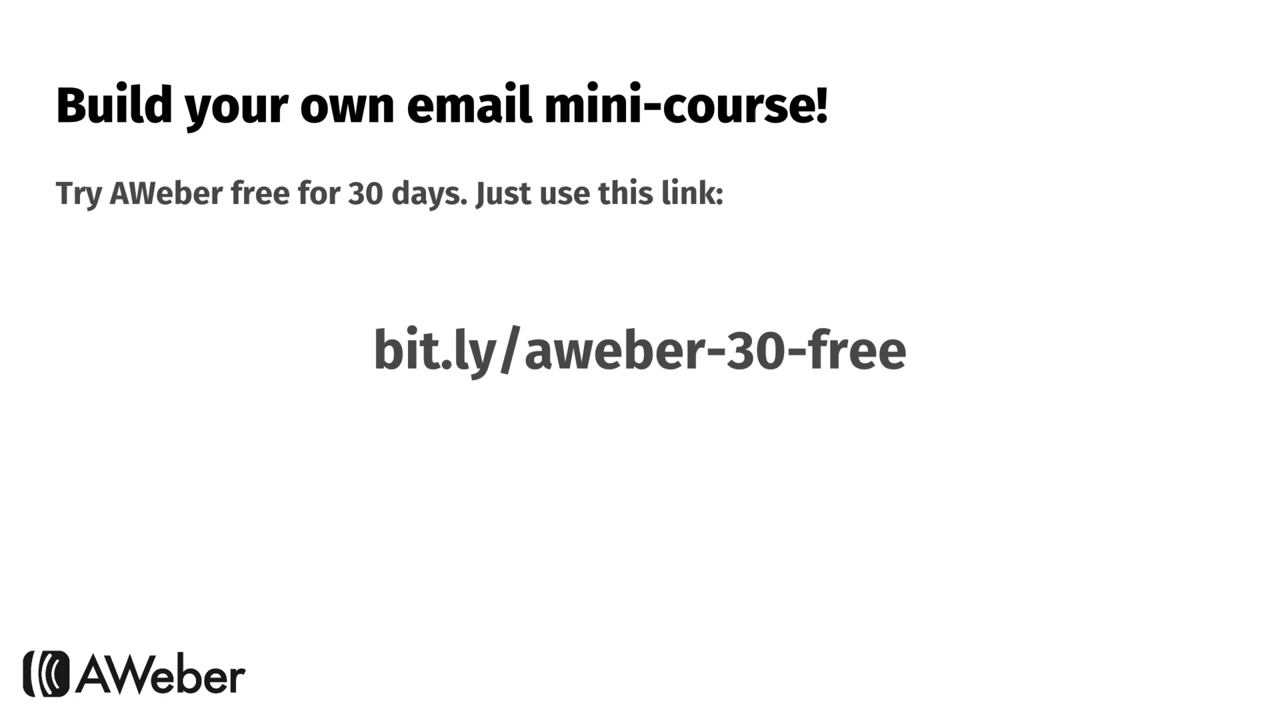 Build your own email mini-course!
Try AWeber free for 30 days. Just use this link:
bit.ly/aweber-30-free
AWeber